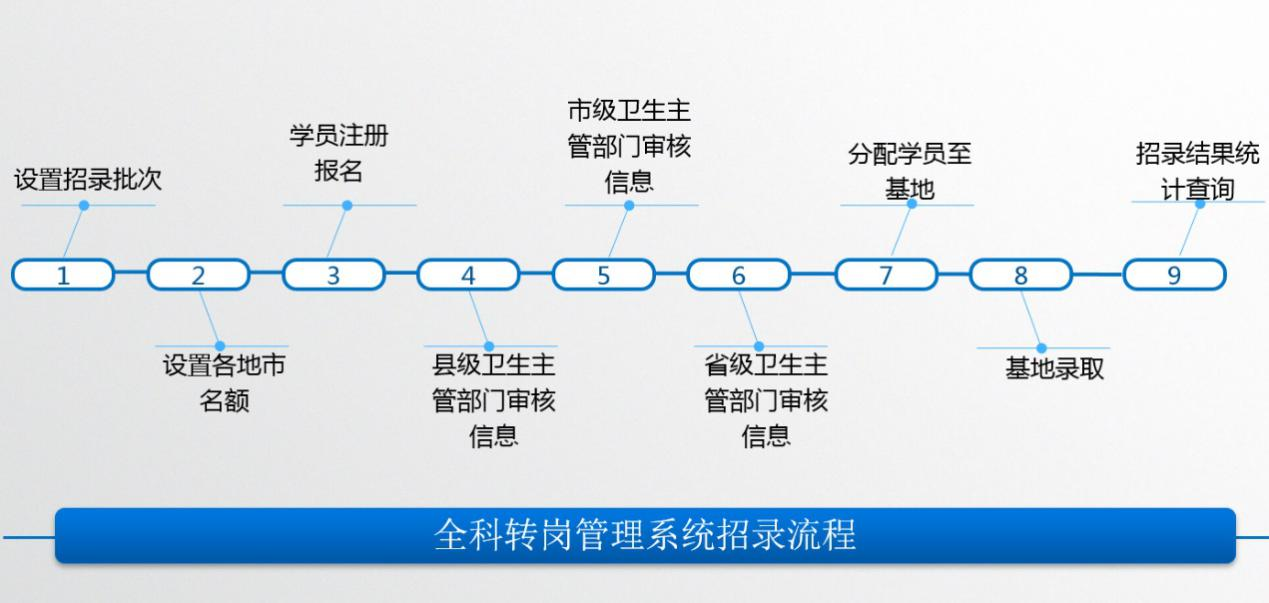 设置招录批次
1
设置各地市
名额
2
学员注册
报名
3
县级卫生主
管部门审核
信息
4
市级卫生主
管部门审核
信息
5
省级卫生主
管部门审核
信息
6
分配学员至
基地
7
基地录取
8
招录结果统
计查询
9
全科转岗管理系统招录流程